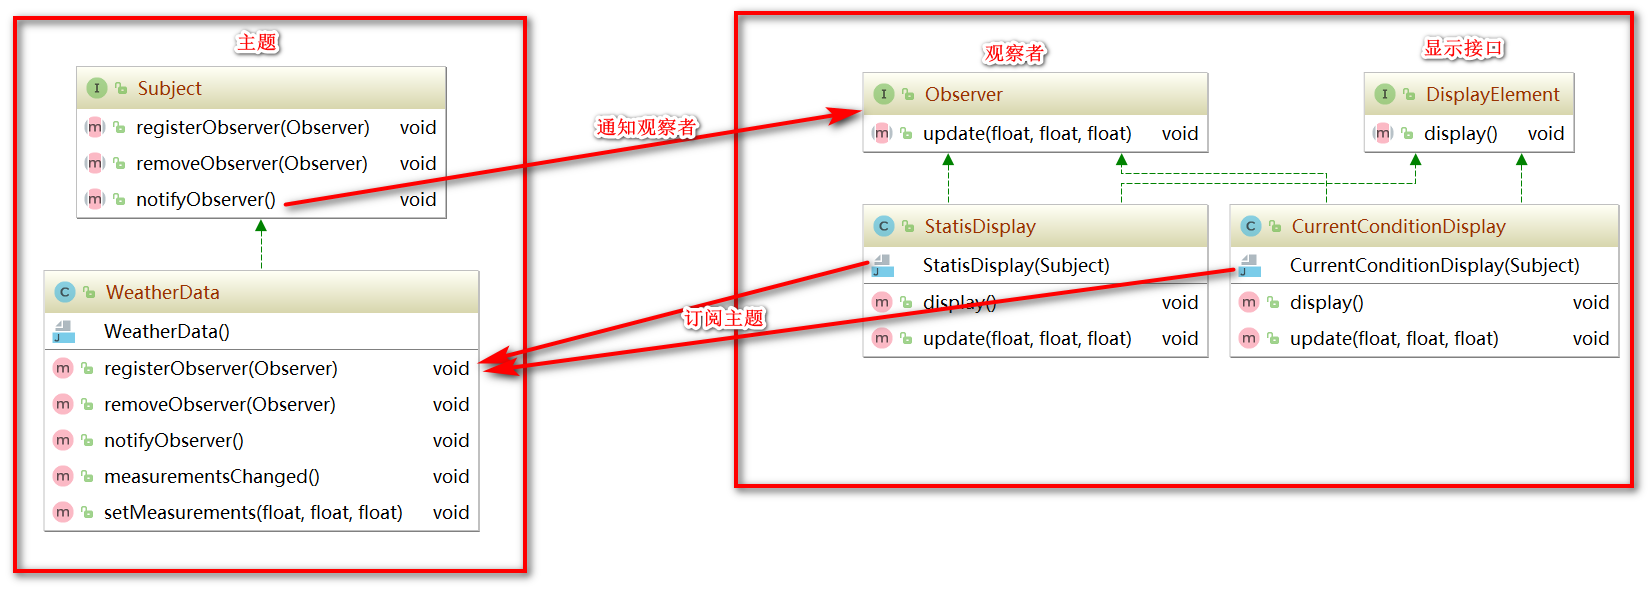 主题
I Subject
m registerObserver(Observer) void
m removeObserver(Observer) void
m notifyObserver() void
C WeatherData
J WeatherData()
m registerObserver(Observer) void
m removeObserver(Observer) void
m notifyObserver() void
m measurementsChanged() void
m setMeasurements(float, float, float) void
通知观察者
订阅主题
观察者
I Observer
m update(float, float, float) void
显示接口
I DisplayElement
m display() void
C StatisDisplay
J StatisDisplay(Subject)
m display() void
m update(float, float, float) void
C CurrentConditionDisplay
J CurrentConditionDisplay(Subject)
m display() void
m update(float, float, float) void